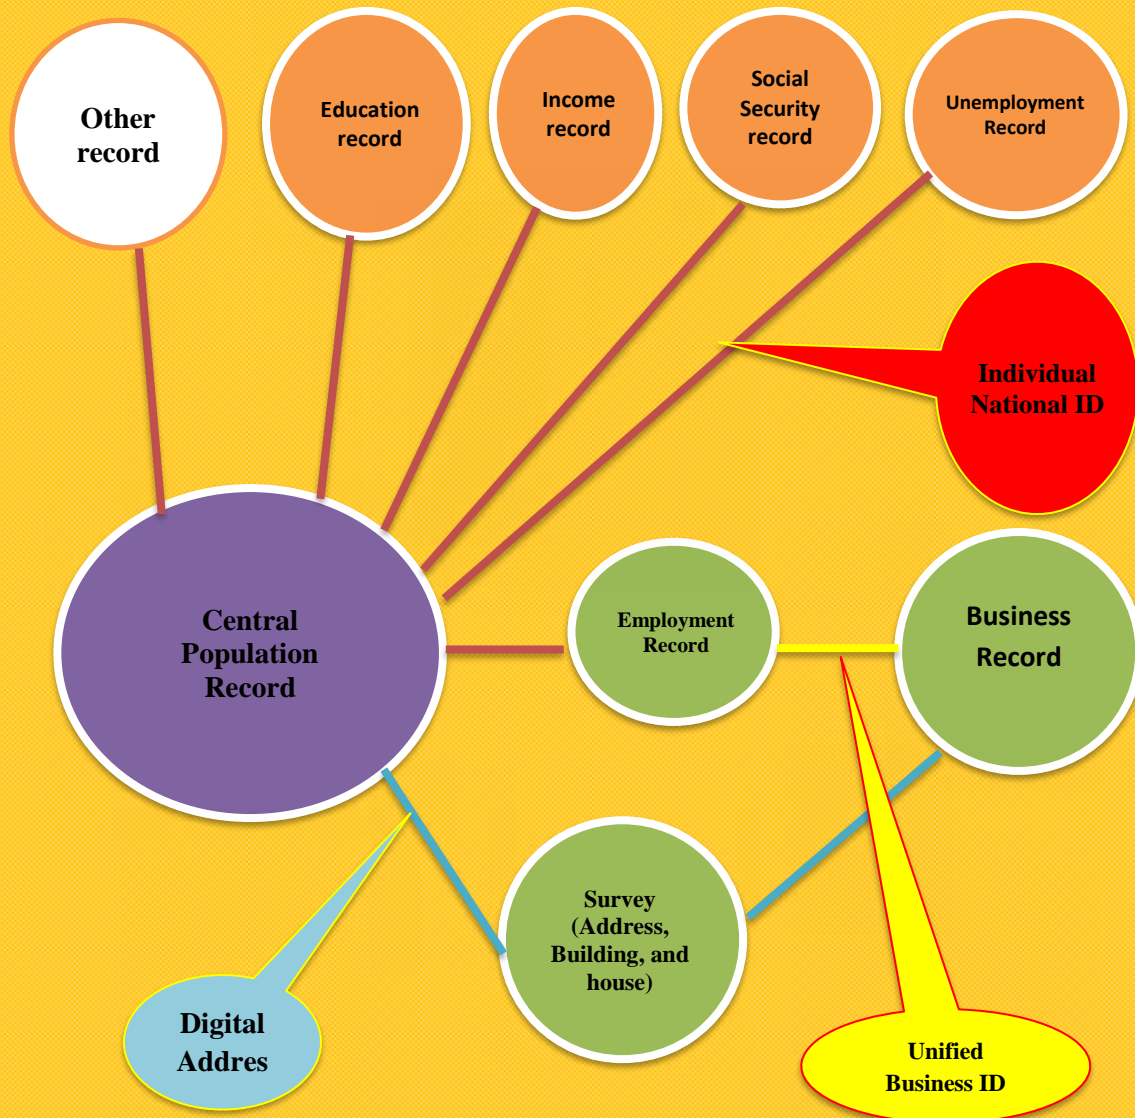 Other
record
Education
record
Income
record
Social
Security
record
Unemployment
Record
Individual
National ID
Central
Population
Record
Employment
Record
Business
Record
Survey
(Address,
Building, and
house)
Digital
Addres
Unified
Business ID